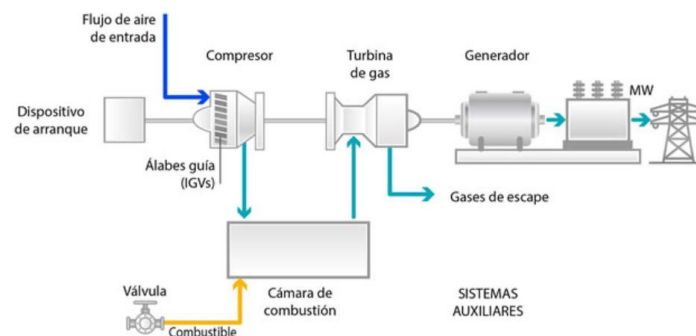 Flujo de aire
de entrada
Compresor
Turbina
de gas
Generador
MW
Dispositivo
de arranque
Álabes guía
(IGVs)
Gases de escape
Válvula
Cámara de
combustión
SISTEMAS
AUXILIARES
Combustible